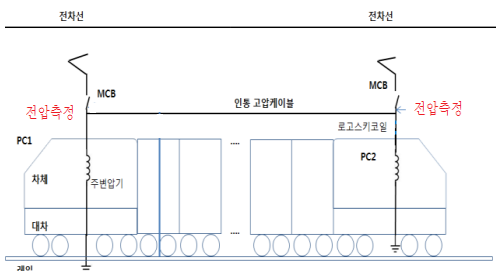 전차선 전차선
MCB MCB
전압측정 인통 고압케이블 전압측정
로고스키코일
PC1 PC2
차체 주변압기
대차
레일